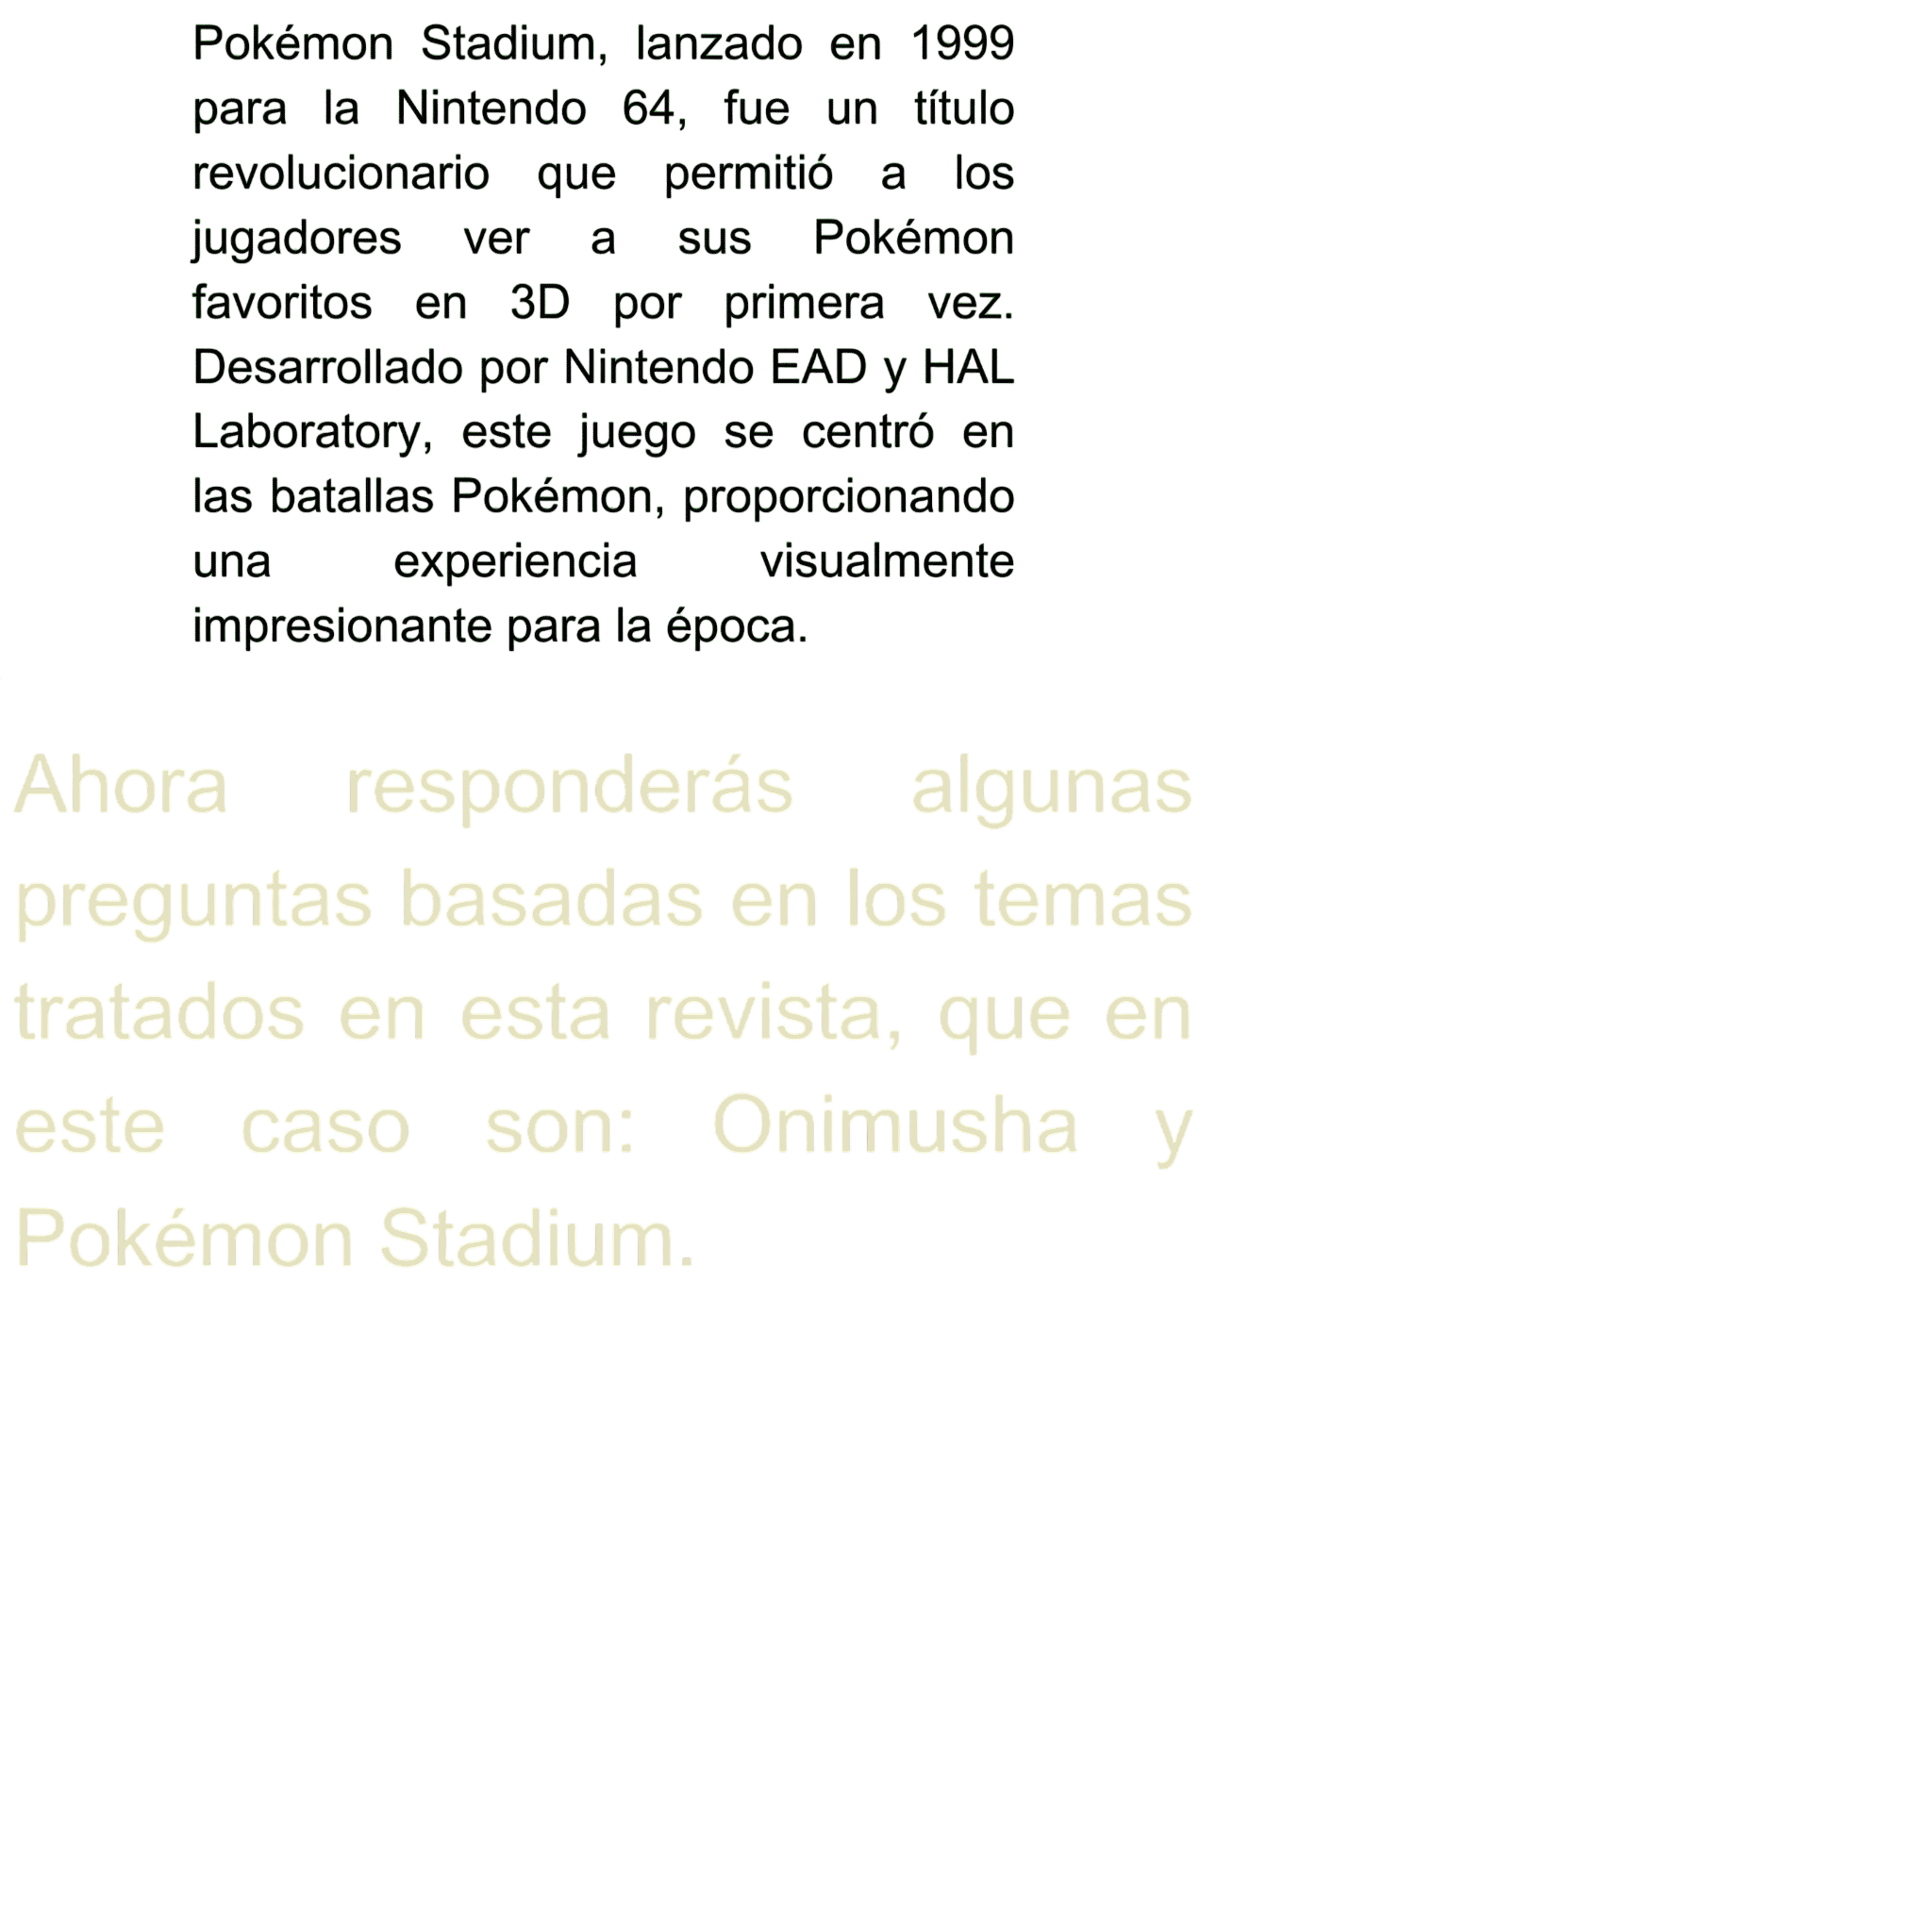 Pokémon Stadium, lanzado en 1999
para la Nintendo 64, fue un título
revolucionario que permitió a los
jugadores ver a sus Pokémon
favoritos en 3D por primera vez.
Desarrollado por Nintendo EAD y HAL
Laboratory, este juego se centró en
las batallas Pokémon, proporcionando
una experiencia visualmente
impresionante para la época.
Ahora responderás algunas
preguntas basadas en los temas
tratados en esta revista, que en
este caso son: Onimusha y
Pokémon Stadium.